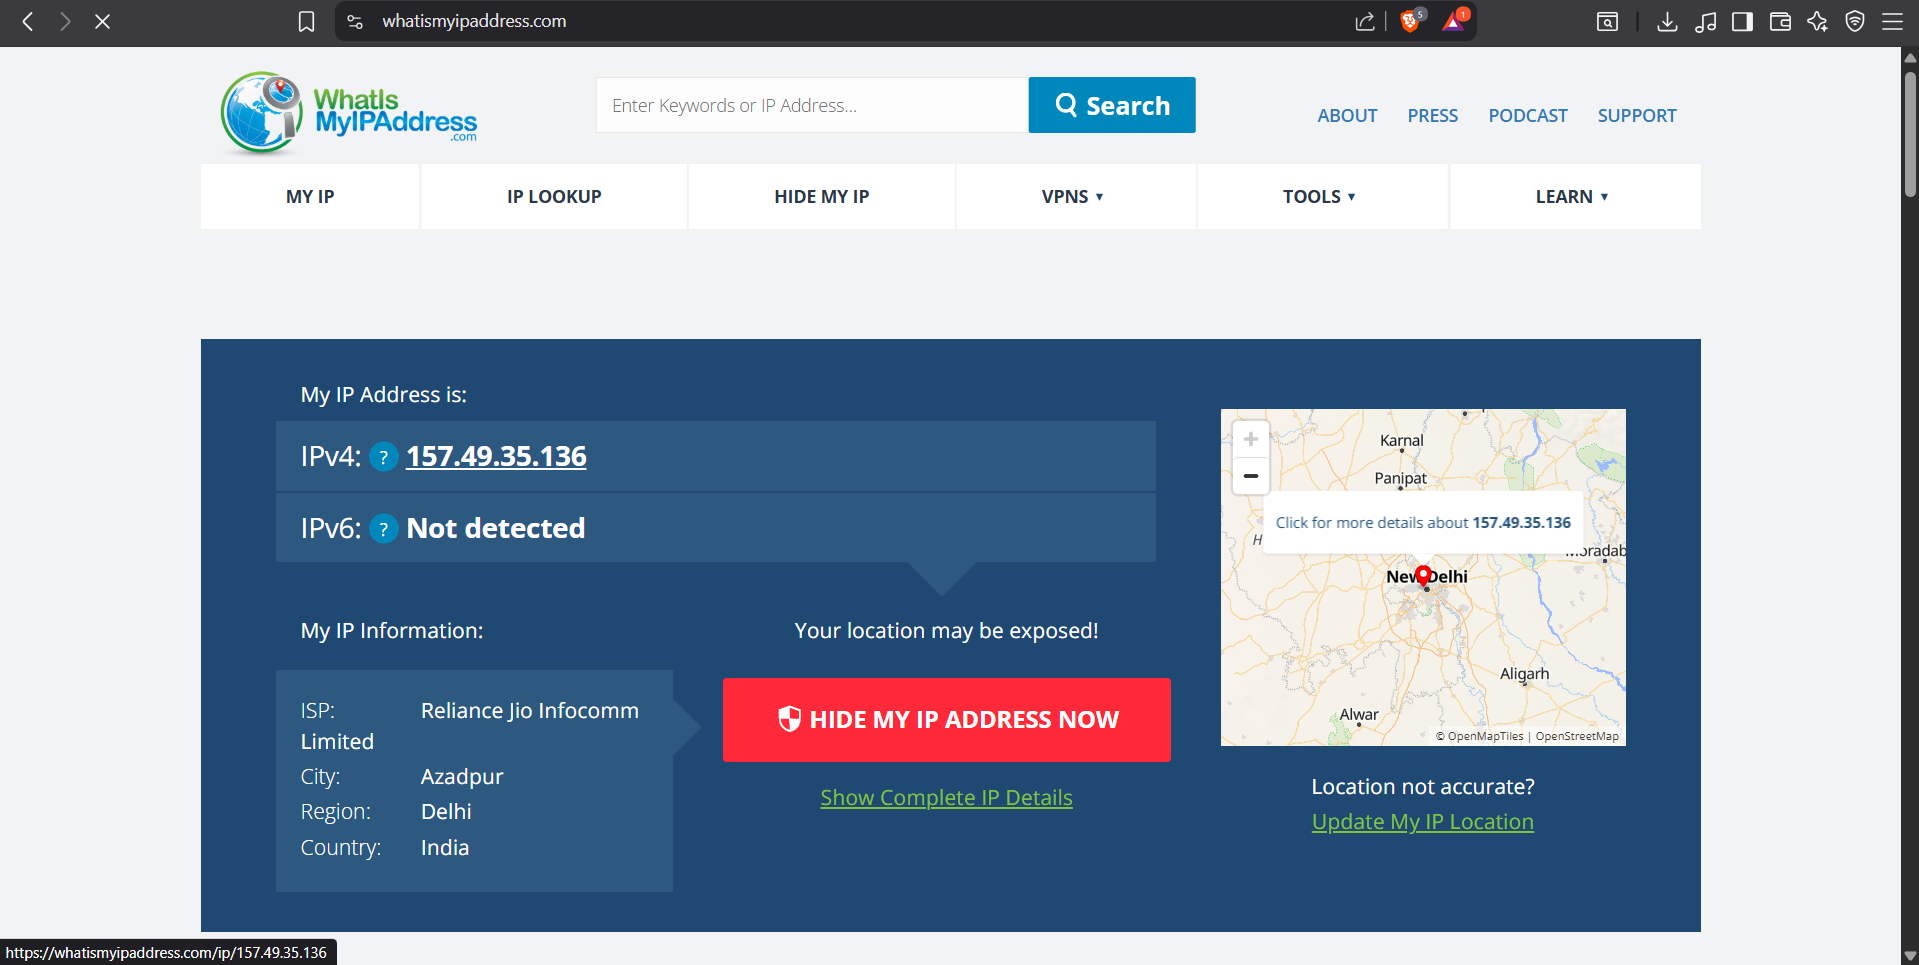 whatismyipaddress.com
5
1
WhatIs
MyIPAddress
.com
Enter Keywords or IP Address...
Search
ABOUT PRESS PODCAST SUPPORT
MY IP IP LOOKUP HIDE MY IP VPNS ▾ TOOLS ▾ LEARN ▾
My IP Address is:
IPv4: ? 157.49.35.136
IPv6: ? Not detected
My IP Information:
ISP: Reliance Jio Infocomm
Limited
City: Azadpur
Region: Delhi
Country: India
Your location may be exposed!
HIDE MY IP ADDRESS NOW
Show Complete IP Details
+
−
Karnal
Panipat
Click for more details about 157.49.35.136
H
Moradab
New Delhi
Aligarh
Alwar
© OpenMapTiles | OpenStreetMap
Location not accurate?
Update My IP Location
https://whatismyipaddress.com/ip/157.49.35.136